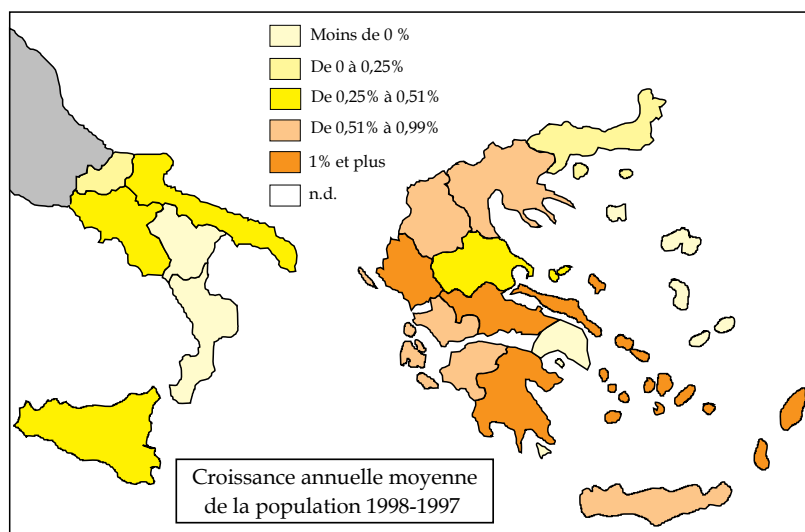 Moins de 0 %
De 0 à 0,25%
De 0,25% à 0,51%
De 0,51% à 0,99%
1% et plus
n.d.
Croissance annuelle moyenne
de la population 1998-1997